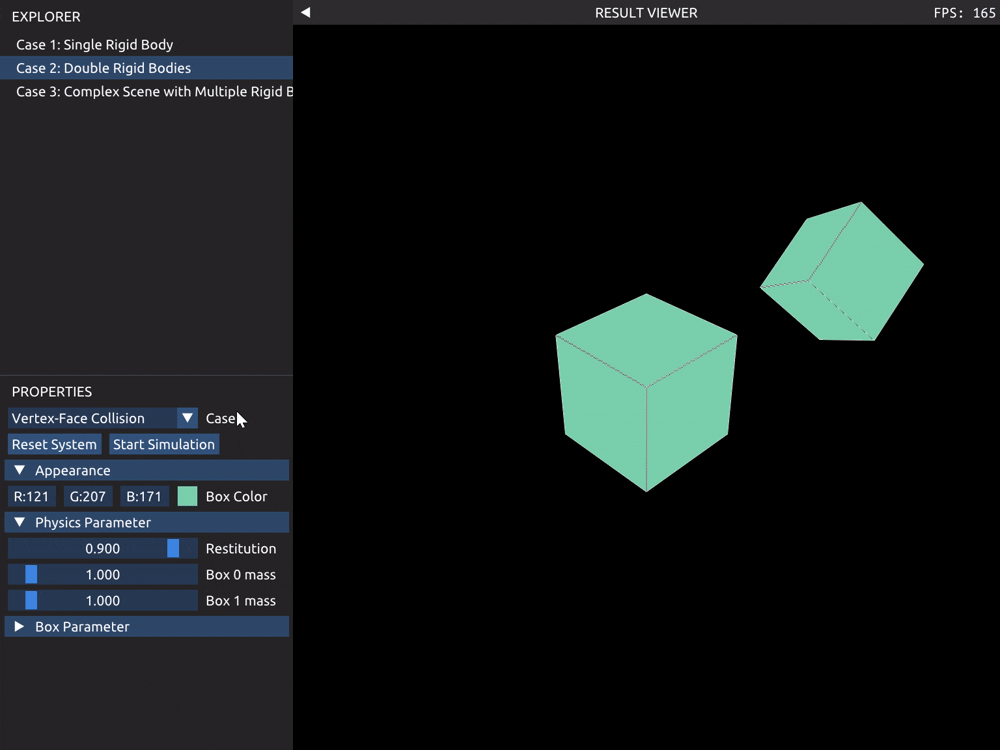 EXPLORER
RESULT VIEWER
FPS: 165
Case 1: Single Rigid Body
Case 2: Double Rigid Bodies
Case 3: Complex Scene with Multiple Rigid B
PROPERTIES
Vertex-Face Collision Case
Reset System Start Simulation
Appearance
R:121 G:207 B:171 Box Color
Physics Parameter
0.900 Restitution
1.000 Box 0 mass
1.000 Box 1 mass
Box Parameter